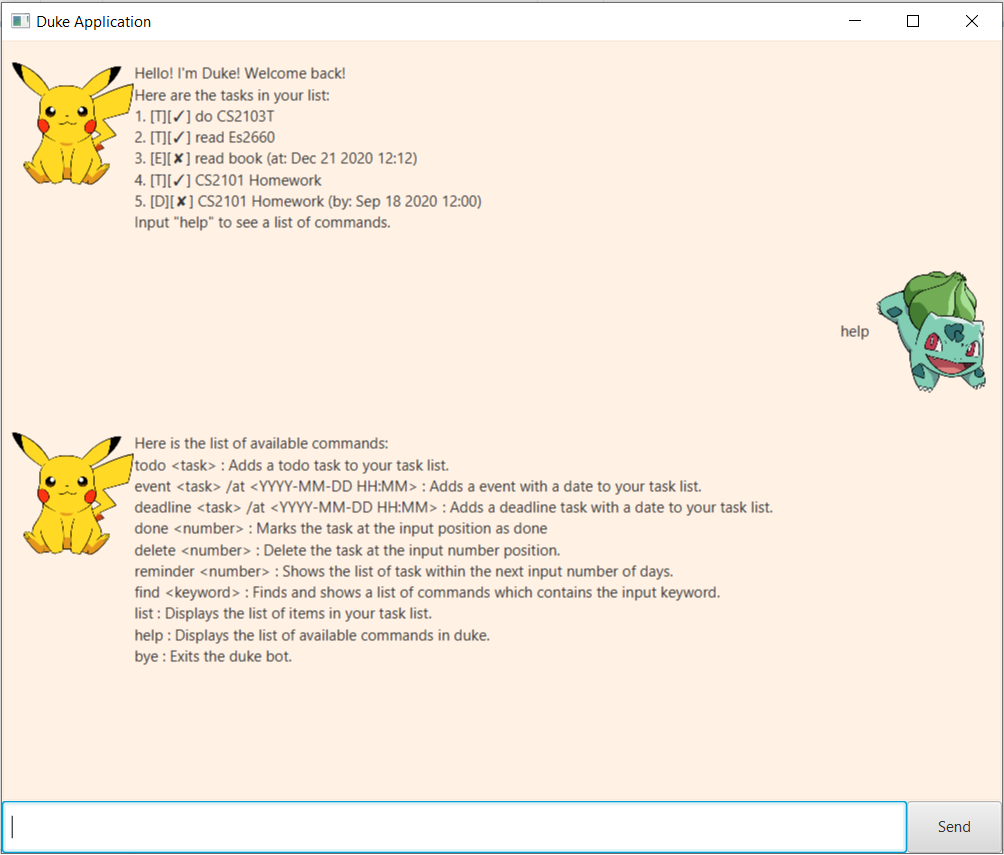 Duke Application
Hello! I'm Duke! Welcome back!
Here are the tasks in your list:
1. [T][✓] do CS2103T
2. [T][✓] read Es2660
3. [E][✘] read book (at: Dec 21 2020 12:12)
4. [T][✓] CS2101 Homework
5. [D][✘] CS2101 Homework (by: Sep 18 2020 12:00)
Input "help" to see a list of commands.
help
Here is the list of available commands:
todo <task> : Adds a todo task to your task list.
event <task> /at <YYYY-MM-DD HH:MM> : Adds a event with a date to your task list.
deadline <task> /at <YYYY-MM-DD HH:MM> : Adds a deadline task with a date to your task list.
done <number> : Marks the task at the input position as done
delete <number> : Delete the task at the input number position.
reminder <number> : Shows the list of task within the next input number of days.
find <keyword> : Finds and shows a list of commands which contains the input keyword.
list : Displays the list of items in your task list.
help : Displays the list of available commands in duke.
bye : Exits the duke bot.
Send